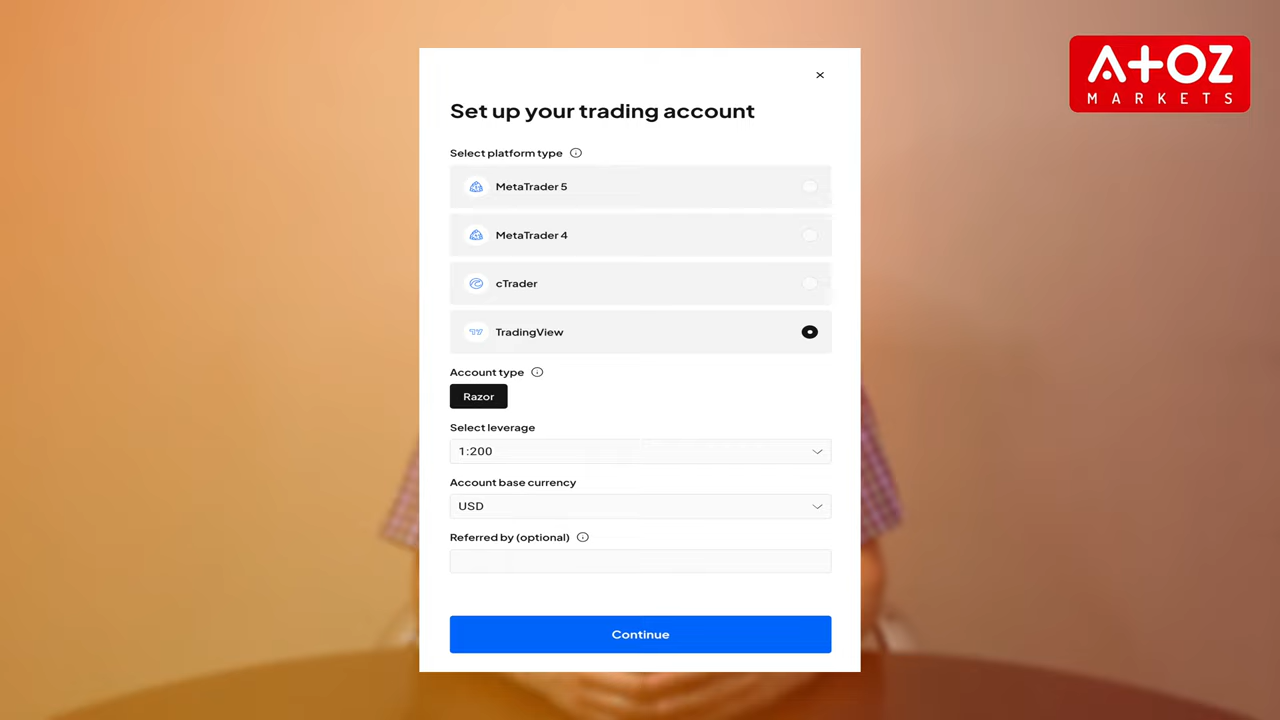 A+OZ
MARKETS
Set up your trading account
Select platform type
MetaTrader 5
MetaTrader 4
cTrader
TradingView
Account type
Razor
Select leverage
1:200
Account base currency
USD
Referred by (optional)
Continue